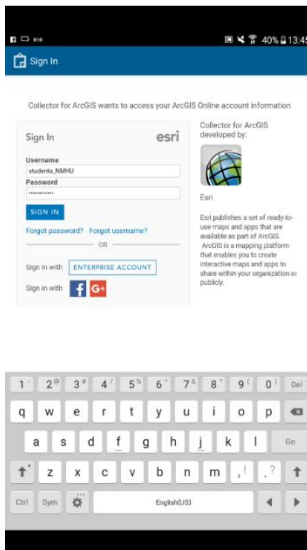 40% 13:45
Sign In
Collector for ArcGIS wants to access your ArcGIS Online account information
Sign In
esri
Username
students_NMHU
Password
SIGN IN
Forgot password? Forgot username?
OR
Sign in with ENTERPRISE ACCOUNT
Sign in with f G+
Collector for ArcGIS
developed by:
Esri
Esri publishes a set of ready-to-
use maps and apps that are
available as part of ArcGIS.
ArcGIS is a mapping platform
that enables you to create
interactive maps and apps to
share within your organization or
publicly.
1 2 3 4 5 6 7 8 9 0 Del
q w e r t y u i o p
a s d f g h j k l Go
z x c v b n m ,! .?
Ctrl Sym English(US)